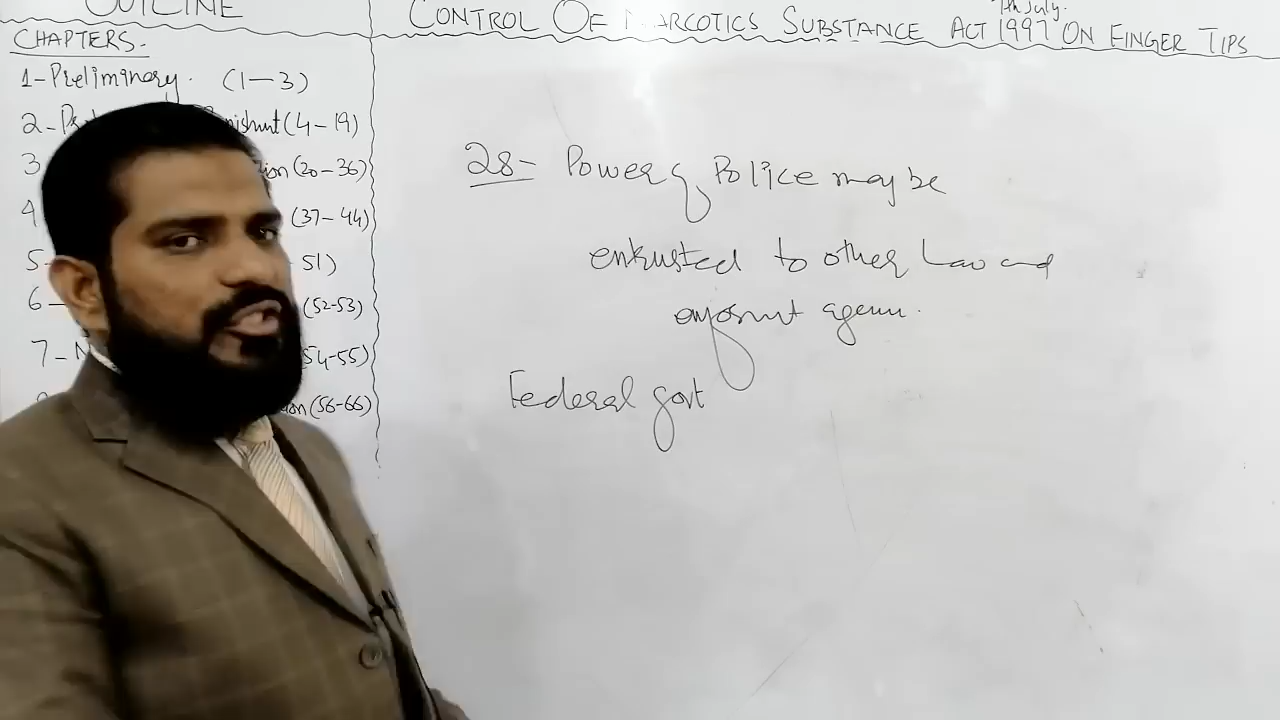 OUTLINE
CHAPTERS-
1-Preliminary. (1-3)
2- (4-19)
3 (20-36)
4 (37-44)
5- 51)
6- (52-53)
7-N (54-55)
(56-66)
7th July.
CONTROL OF NARCOTICS SUBSTANCE ACT 1997 ON FINGER TIPS
28- Power of Police may be
entrusted to other Law and
Federal govt